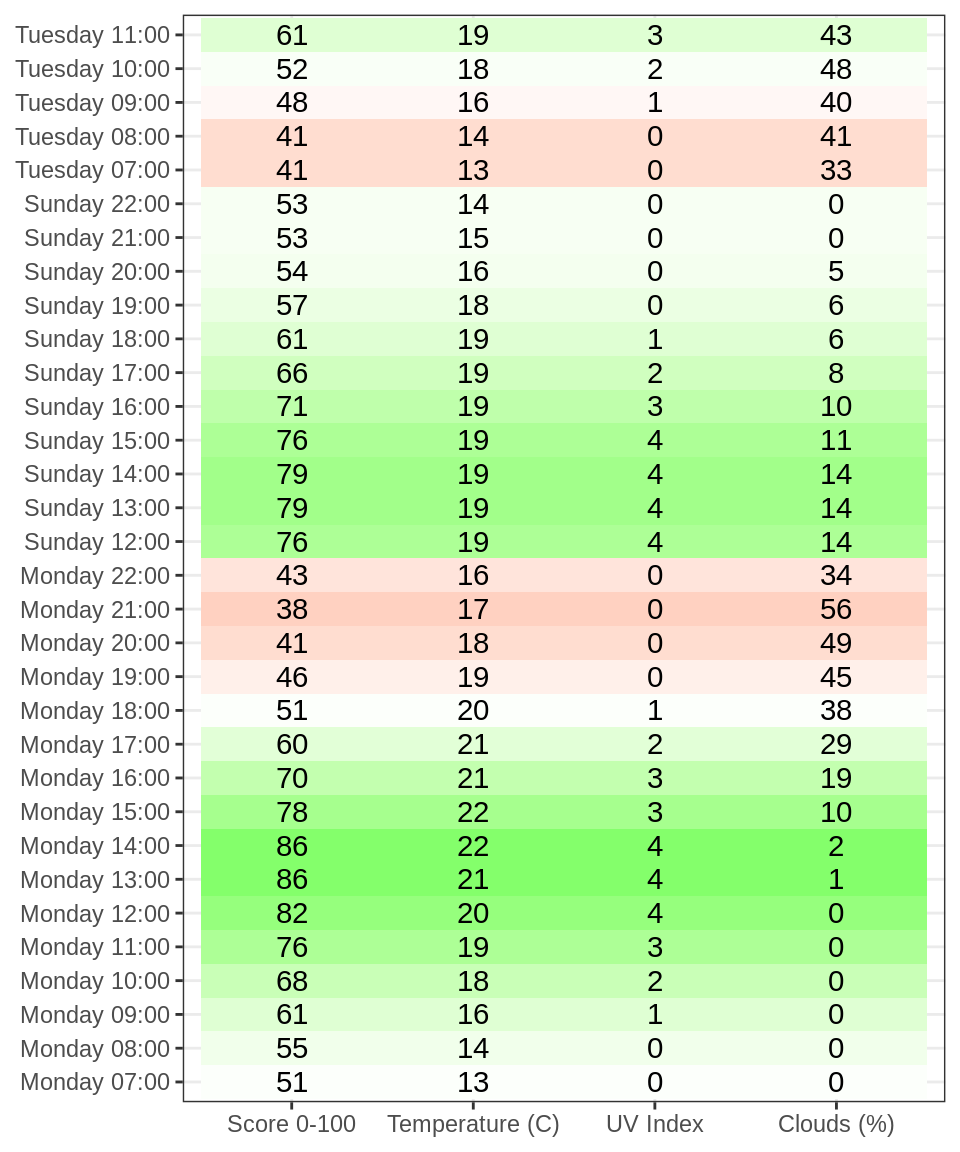 Tuesday 11:00 61 19 3 43
Tuesday 10:00 52 18 2 48
Tuesday 09:00 48 16 1 40
Tuesday 08:00 41 14 0 41
Tuesday 07:00 41 13 0 33
Sunday 22:00 53 14 0 0
Sunday 21:00 53 15 0 0
Sunday 20:00 54 16 0 5
Sunday 19:00 57 18 0 6
Sunday 18:00 61 19 1 6
Sunday 17:00 66 19 2 8
Sunday 16:00 71 19 3 10
Sunday 15:00 76 19 4 11
Sunday 14:00 79 19 4 14
Sunday 13:00 79 19 4 14
Sunday 12:00 76 19 4 14
Monday 22:00 43 16 0 34
Monday 21:00 38 17 0 56
Monday 20:00 41 18 0 49
Monday 19:00 46 19 0 45
Monday 18:00 51 20 1 38
Monday 17:00 60 21 2 29
Monday 16:00 70 21 3 19
Monday 15:00 78 22 3 10
Monday 14:00 86 22 4 2
Monday 13:00 86 21 4 1
Monday 12:00 82 20 4 0
Monday 11:00 76 19 3 0
Monday 10:00 68 18 2 0
Monday 09:00 61 16 1 0
Monday 08:00 55 14 0 0
Monday 07:00 51 13 0 0
Score 0-100 Temperature (C) UV Index Clouds (%)